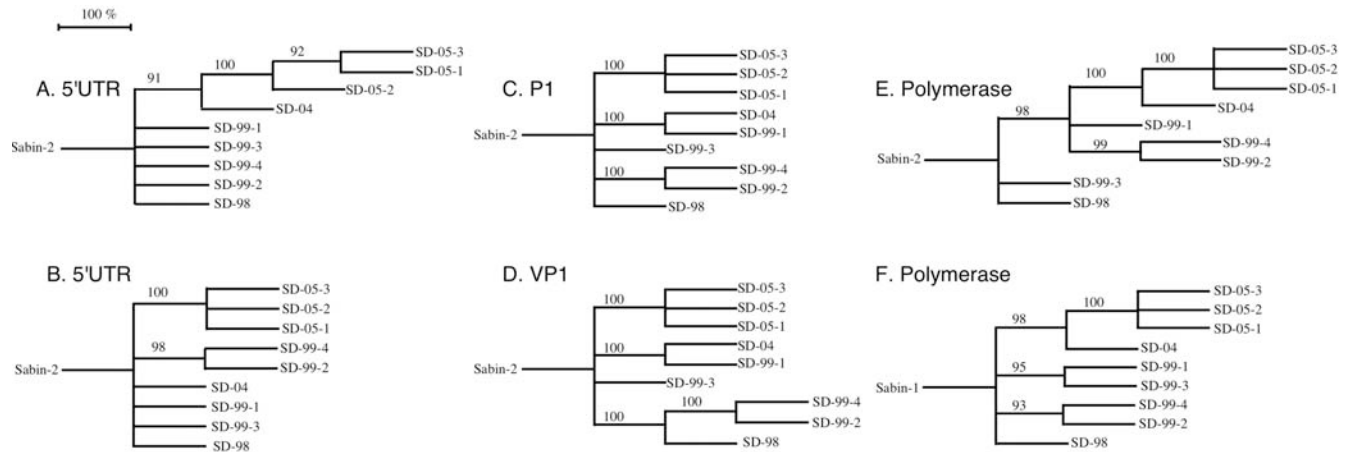 100 %
A. 5'UTR
91
100
92
SD-05-3
SD-05-1
SD-05-2
SD-04
SD-99-1
SD-99-3
SD-99-4
SD-99-2
SD-98
Sabin-2
B. 5'UTR
100
SD-05-3
SD-05-2
SD-05-1
98
SD-99-4
SD-99-2
SD-04
SD-99-1
SD-99-3
SD-98
Sabin-2
C. P1
100
SD-05-3
SD-05-2
SD-05-1
100
SD-04
SD-99-1
SD-99-3
100
SD-99-4
SD-99-2
SD-98
Sabin-2
D. VP1
100
SD-05-3
SD-05-2
SD-05-1
100
SD-04
SD-99-1
SD-99-3
100
100
SD-99-4
SD-99-2
SD-98
Sabin-2
E. Polymerase
98
100
100
SD-05-3
SD-05-2
SD-05-1
SD-04
SD-99-1
99
SD-99-4
SD-99-2
SD-99-3
SD-98
Sabin-2
F. Polymerase
98
100
SD-05-3
SD-05-2
SD-05-1
SD-04
95
SD-99-1
SD-99-3
93
SD-99-4
SD-99-2
SD-98
Sabin-1